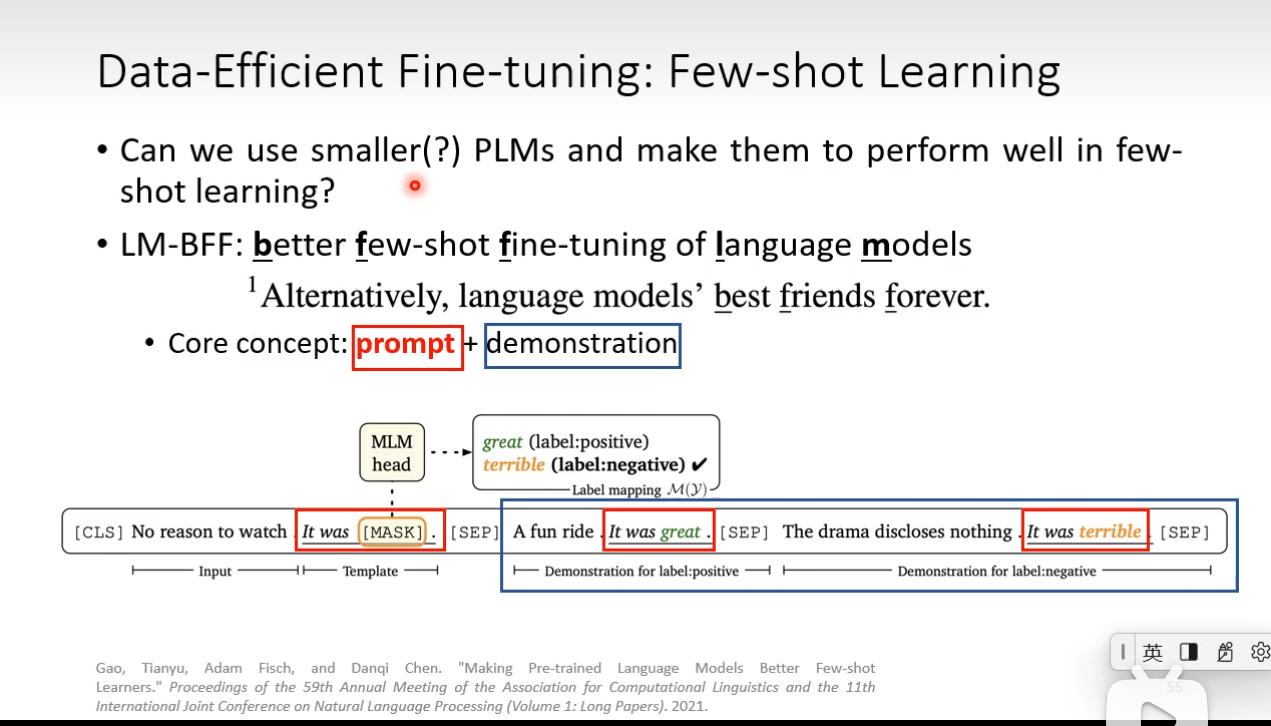 Data-Efficient Fine-tuning: Few-shot Learning
• Can we use smaller(?) PLMs and make them to perform well in few-
shot learning?
• LM-BFF: better few-shot fine-tuning of language models
1Alternatively, language models' best friends forever.
• Core concept: prompt + demonstration
MLM
head
great (label:positive)
terrible (label:negative) ✔
Label mapping M(Y)
[CLS] No reason to watch . It was [MASK] . [SEP] A fun ride . It was great . [SEP] The drama discloses nothing . It was terrible . [SEP]
Input Template Demonstration for label:positive Demonstration for label:negative
Gao, Tianyu, Adam Fisch, and Danqi Chen. "Making Pre-trained Language Models Better Few-shot
Learners." Proceedings of the 59th Annual Meeting of the Association for Computational Linguistics and the 11th
International Joint Conference on Natural Language Processing (Volume 1: Long Papers). 2021.
英
55